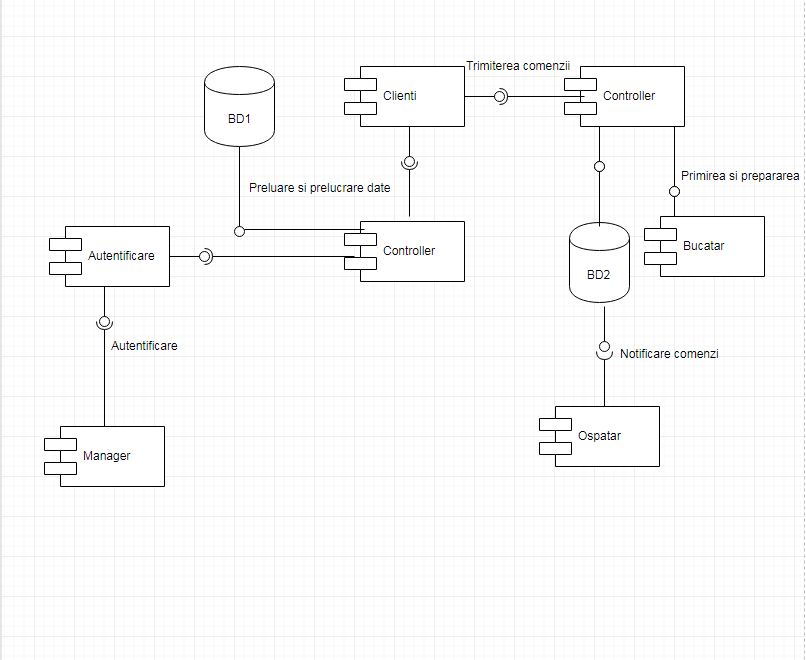 Trimiterea comenzii
Clienti
Controller
BD1
Primirea si prepararea
Preluare si prelucrare date
Autentificare
Controller
Bucatar
BD2
Autentificare
Notificare comenzi
Manager
Ospatar